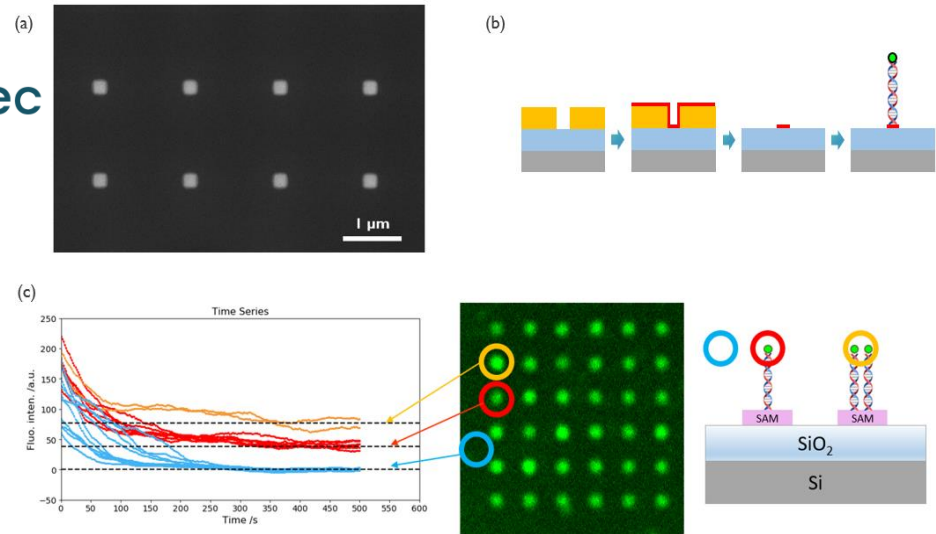 (a)
ec
1 µm
(b)
(c)
Time Series
Fluo. inten. /a.u.
250
200
150
100
50
0
−50
0 50 100 150 200 250 300 350 400 450 500 550 600
Time /s
SAM SAM
SiO₂
Si